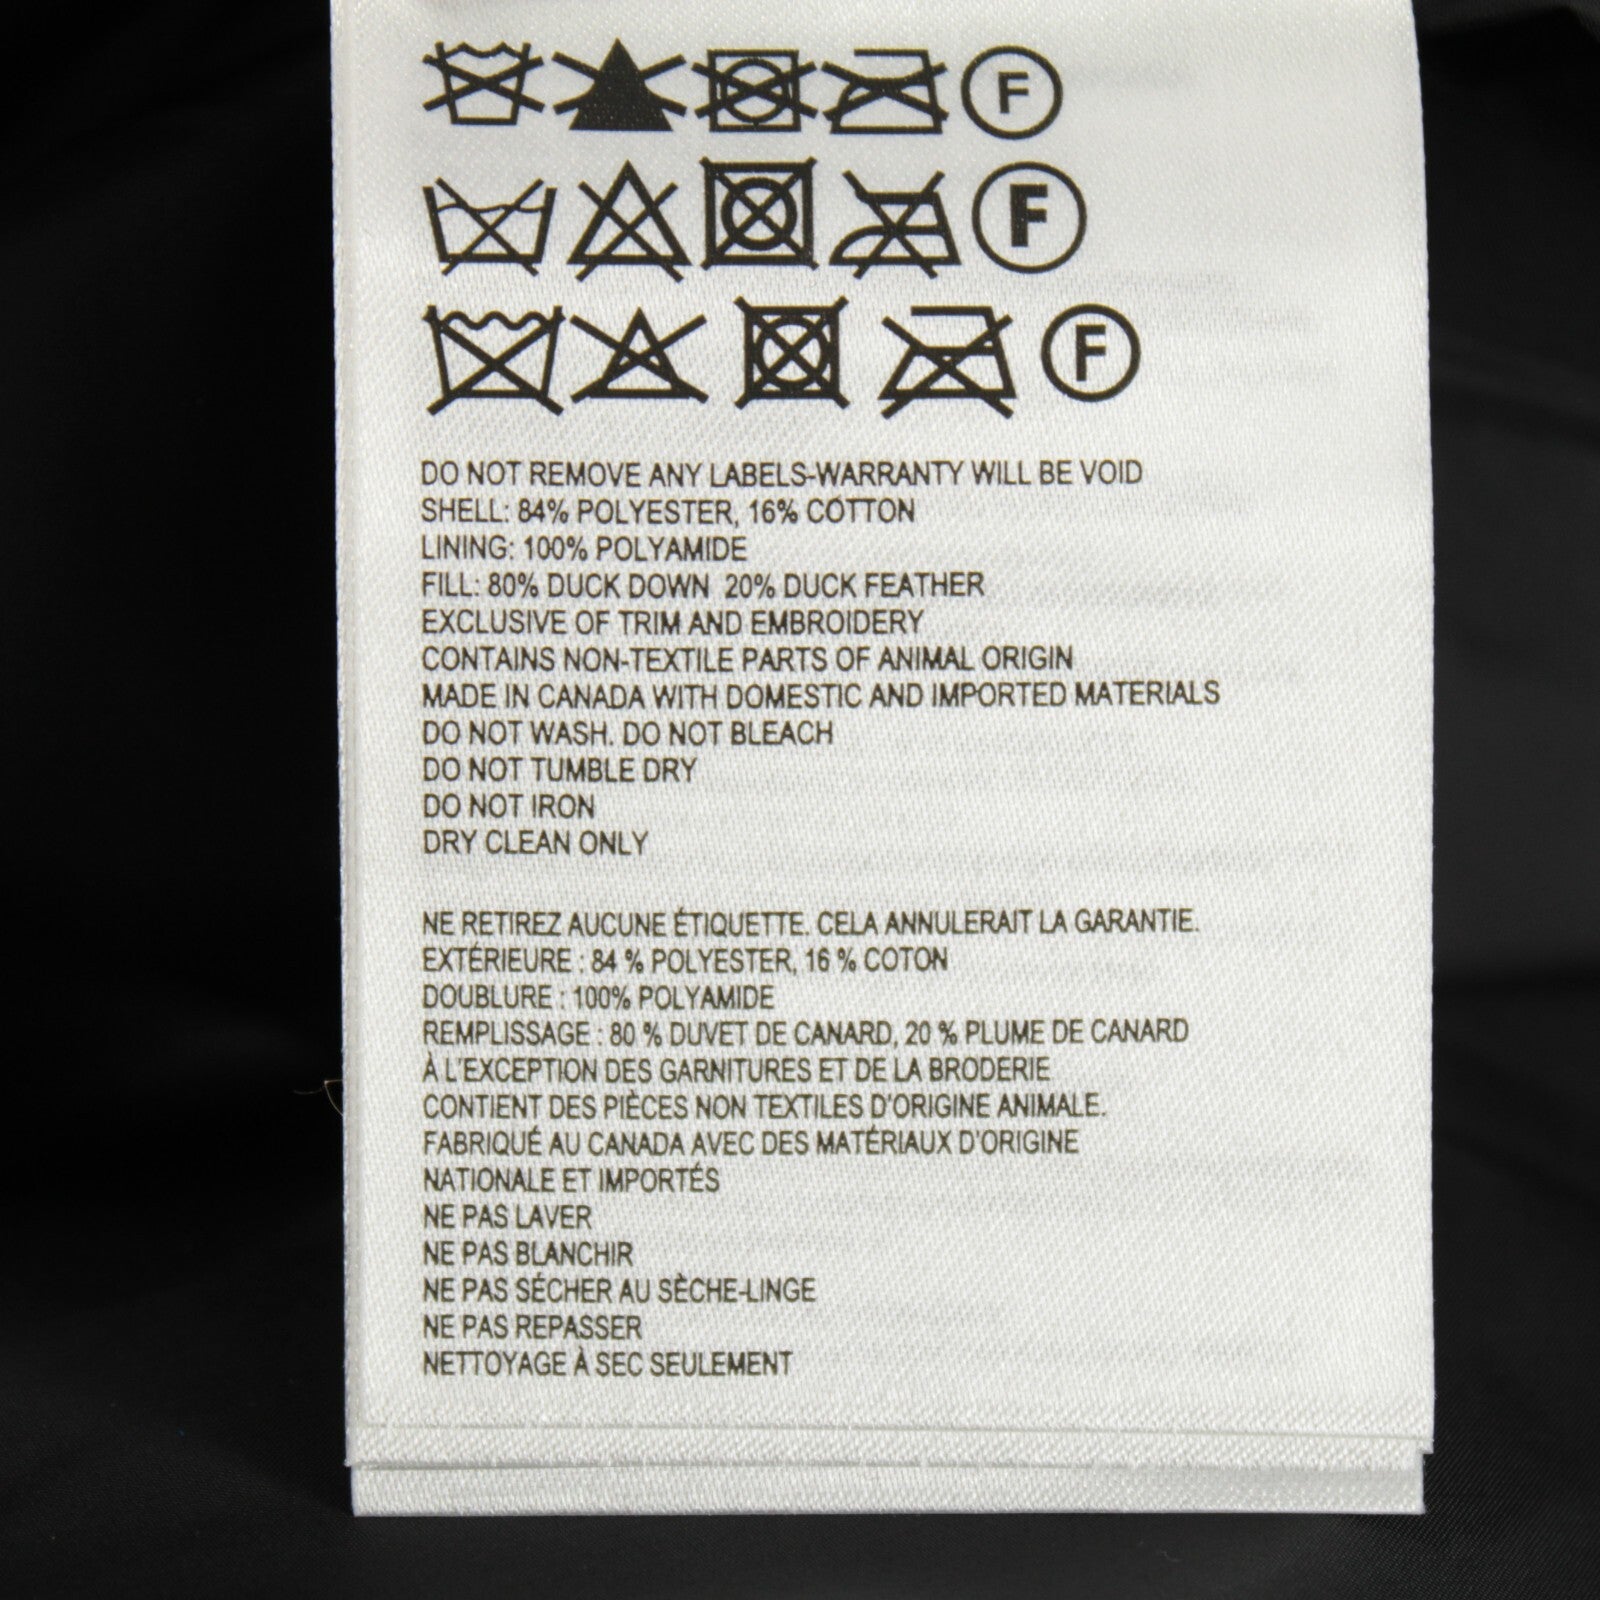 F
F
F
DO NOT REMOVE ANY LABELS-WARRANTY WILL BE VOID
SHELL: 84% POLYESTER, 16% COTTON
LINING: 100% POLYAMIDE
FILL: 80% DUCK DOWN 20% DUCK FEATHER
EXCLUSIVE OF TRIM AND EMBROIDERY
CONTAINS NON-TEXTILE PARTS OF ANIMAL ORIGIN
MADE IN CANADA WITH DOMESTIC AND IMPORTED MATERIALS
DO NOT WASH. DO NOT BLEACH
DO NOT TUMBLE DRY
DO NOT IRON
DRY CLEAN ONLY
NE RETIREZ AUCUNE ÉTIQUETTE. CELA ANNULERAIT LA GARANTIE.
EXTÉRIEURE : 84 % POLYESTER, 16 % COTON
DOUBLURE : 100% POLYAMIDE
REMPLISSAGE : 80 % DUVET DE CANARD, 20 % PLUME DE CANARD
À L'EXCEPTION DES GARNITURES ET DE LA BRODERIE
CONTIENT DES PIÈCES NON TEXTILES D'ORIGINE ANIMALE.
FABRIQUÉ AU CANADA AVEC DES MATÉRIAUX D'ORIGINE
NATIONALE ET IMPORTÉS
NE PAS LAVER
NE PAS BLANCHIR
NE PAS SÉCHER AU SÈCHE-LINGE
NE PAS REPASSER
NETTOYAGE À SEC SEULEMENT